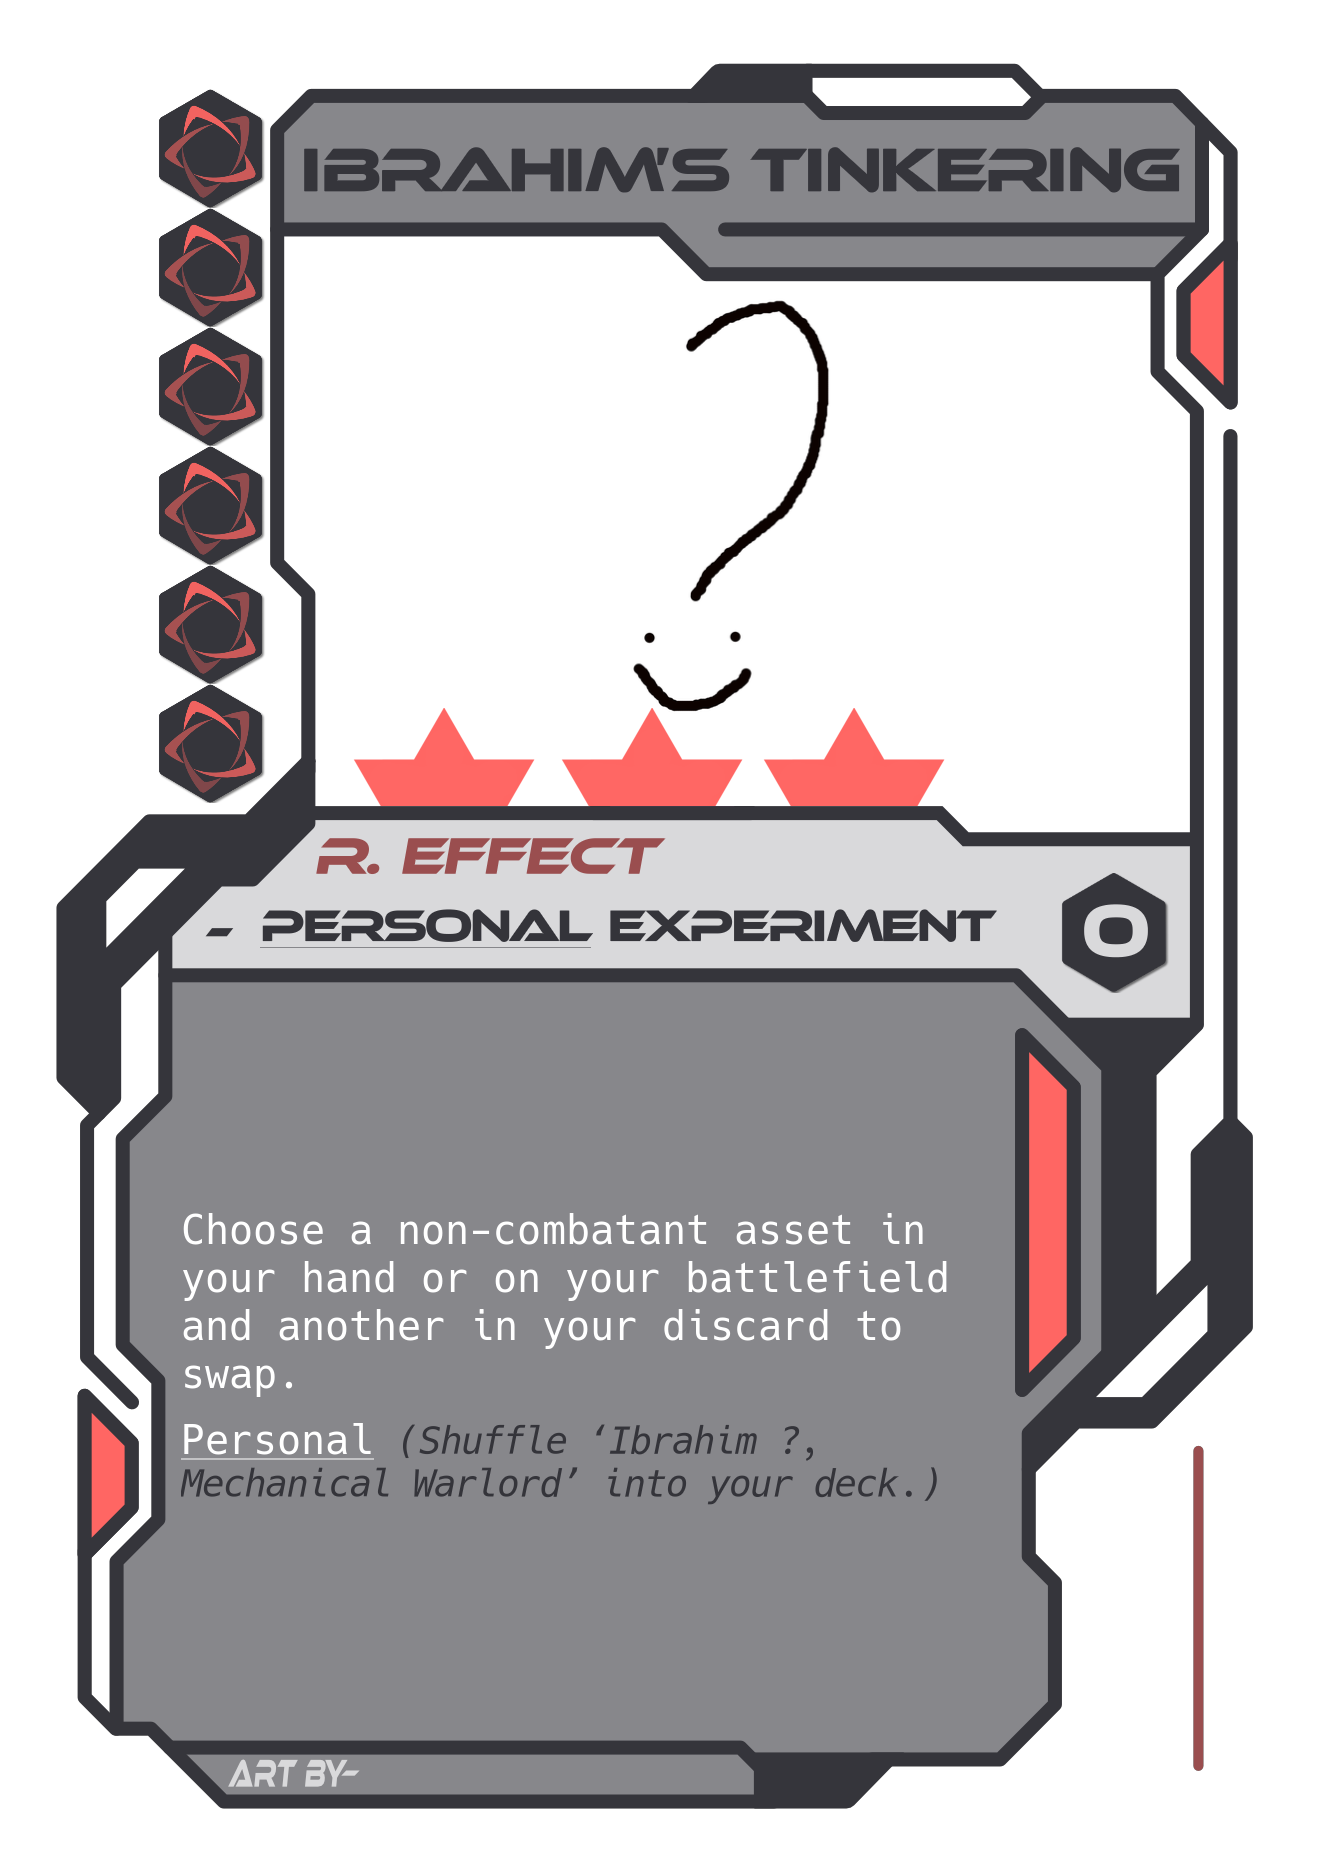 IBRAHIM'S TINKERING
R. EFFECT
- PERSONAL EXPERIMENT
0
Choose a non-combatant asset in
your hand or on your battlefield
and another in your discard to
swap.
Personal (Shuffle ‘Ibrahim ?,
Mechanical Warlord’ into your deck.)
ART BY-